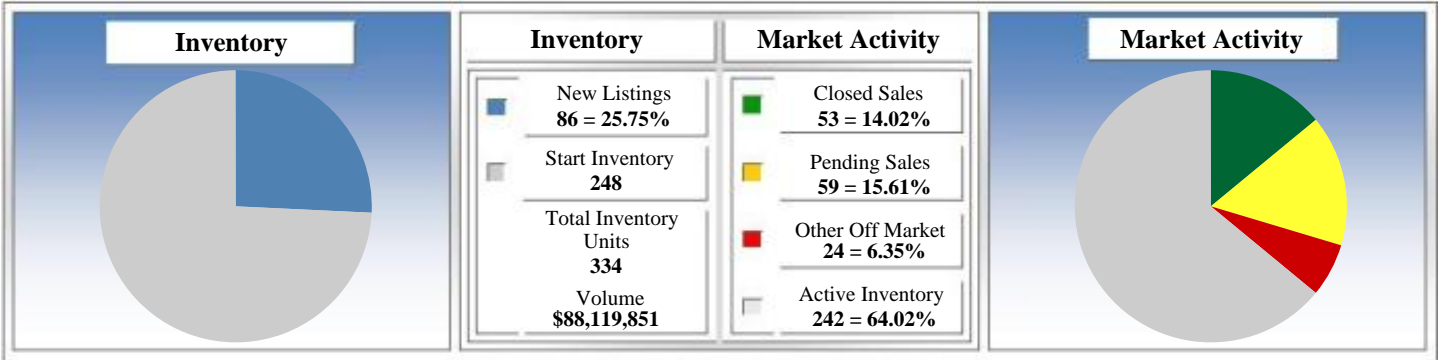 Inventory
Inventory
New Listings
86 = 25.75%
Start Inventory
248
Total Inventory
Units
334
Volume
$88,119,851
Market Activity
Closed Sales
53 = 14.02%
Pending Sales
59 = 15.61%
Other Off Market
24 = 6.35%
Active Inventory
242 = 64.02%
Market Activity